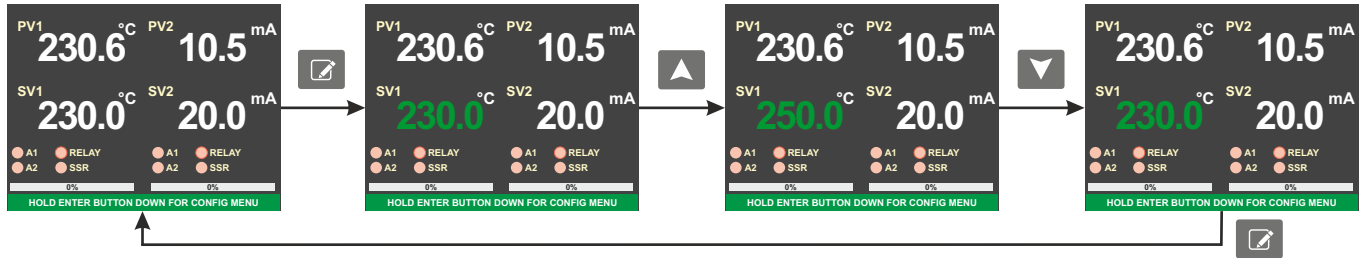 PV1 230.6 °C PV2 10.5 mA
SV1 230.0 °C SV2 20.0 mA
A1 RELAY A1 RELAY
A2 SSR A2 SSR
0% 0%
HOLD ENTER BUTTON DOWN FOR CONFIG MENU
PV1 230.6 °C PV2 10.5 mA
SV1 230.0 °C SV2 20.0 mA
A1 RELAY A1 RELAY
A2 SSR A2 SSR
0% 0%
HOLD ENTER BUTTON DOWN FOR CONFIG MENU
PV1 230.6 °C PV2 10.5 mA
SV1 250.0 °C SV2 20.0 mA
A1 RELAY A1 RELAY
A2 SSR A2 SSR
0% 0%
HOLD ENTER BUTTON DOWN FOR CONFIG MENU
PV1 230.6 °C PV2 10.5 mA
SV1 230.0 °C SV2 20.0 mA
A1 RELAY A1 RELAY
A2 SSR A2 SSR
0% 0%
HOLD ENTER BUTTON DOWN FOR CONFIG MENU